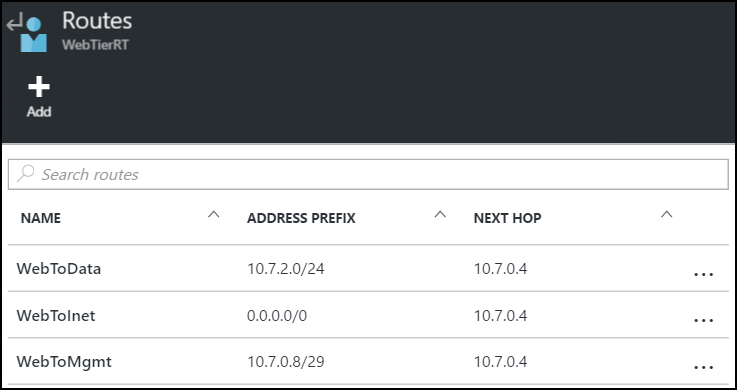 Routes
WebTierRT
Add
Search routes
NAME ADDRESS PREFIX NEXT HOP
WebToData 10.7.2.0/24 10.7.0.4 ...
WebToInet 0.0.0.0/0 10.7.0.4 ...
WebToMgmt 10.7.0.8/29 10.7.0.4 ...